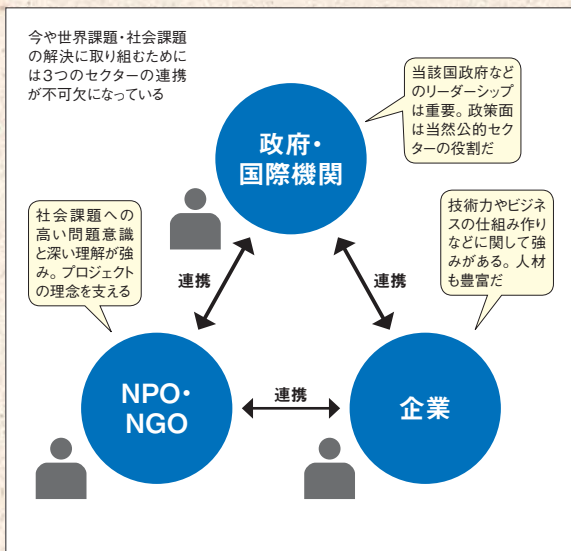 今や世界課題・社会課題
の解決に取り組むために
は3つのセクターの連携
が不可欠になっている
当該国政府など
のリーダーシップ
は重要。政策面
は当然公的セク
ターの役割だ
政府・
国際機関
社会課題への
高い問題意識
と深い理解が強
み。プロジェクト
の理念を支える
技術力やビジネ
スの仕組み作り
などに関して強
みがある。人材
も豊富だ
連携
連携
NPO・
NGO
連携
企業